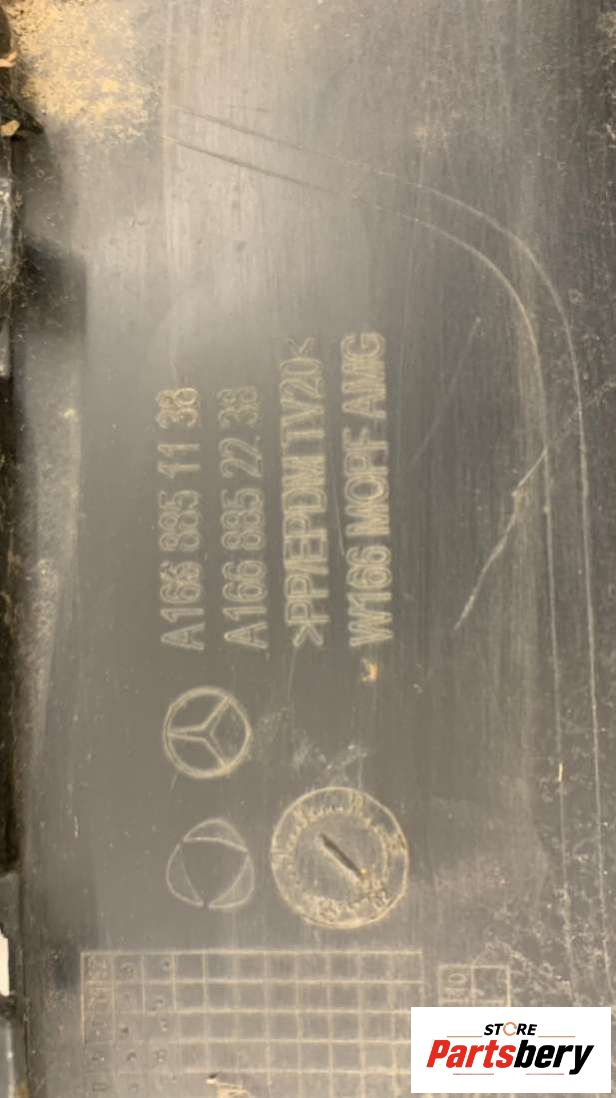 A166 885 11 38
A166 885 22 38
>PP/EPDM TV20<
W166 MOPF AMG
STORE
Partsbery